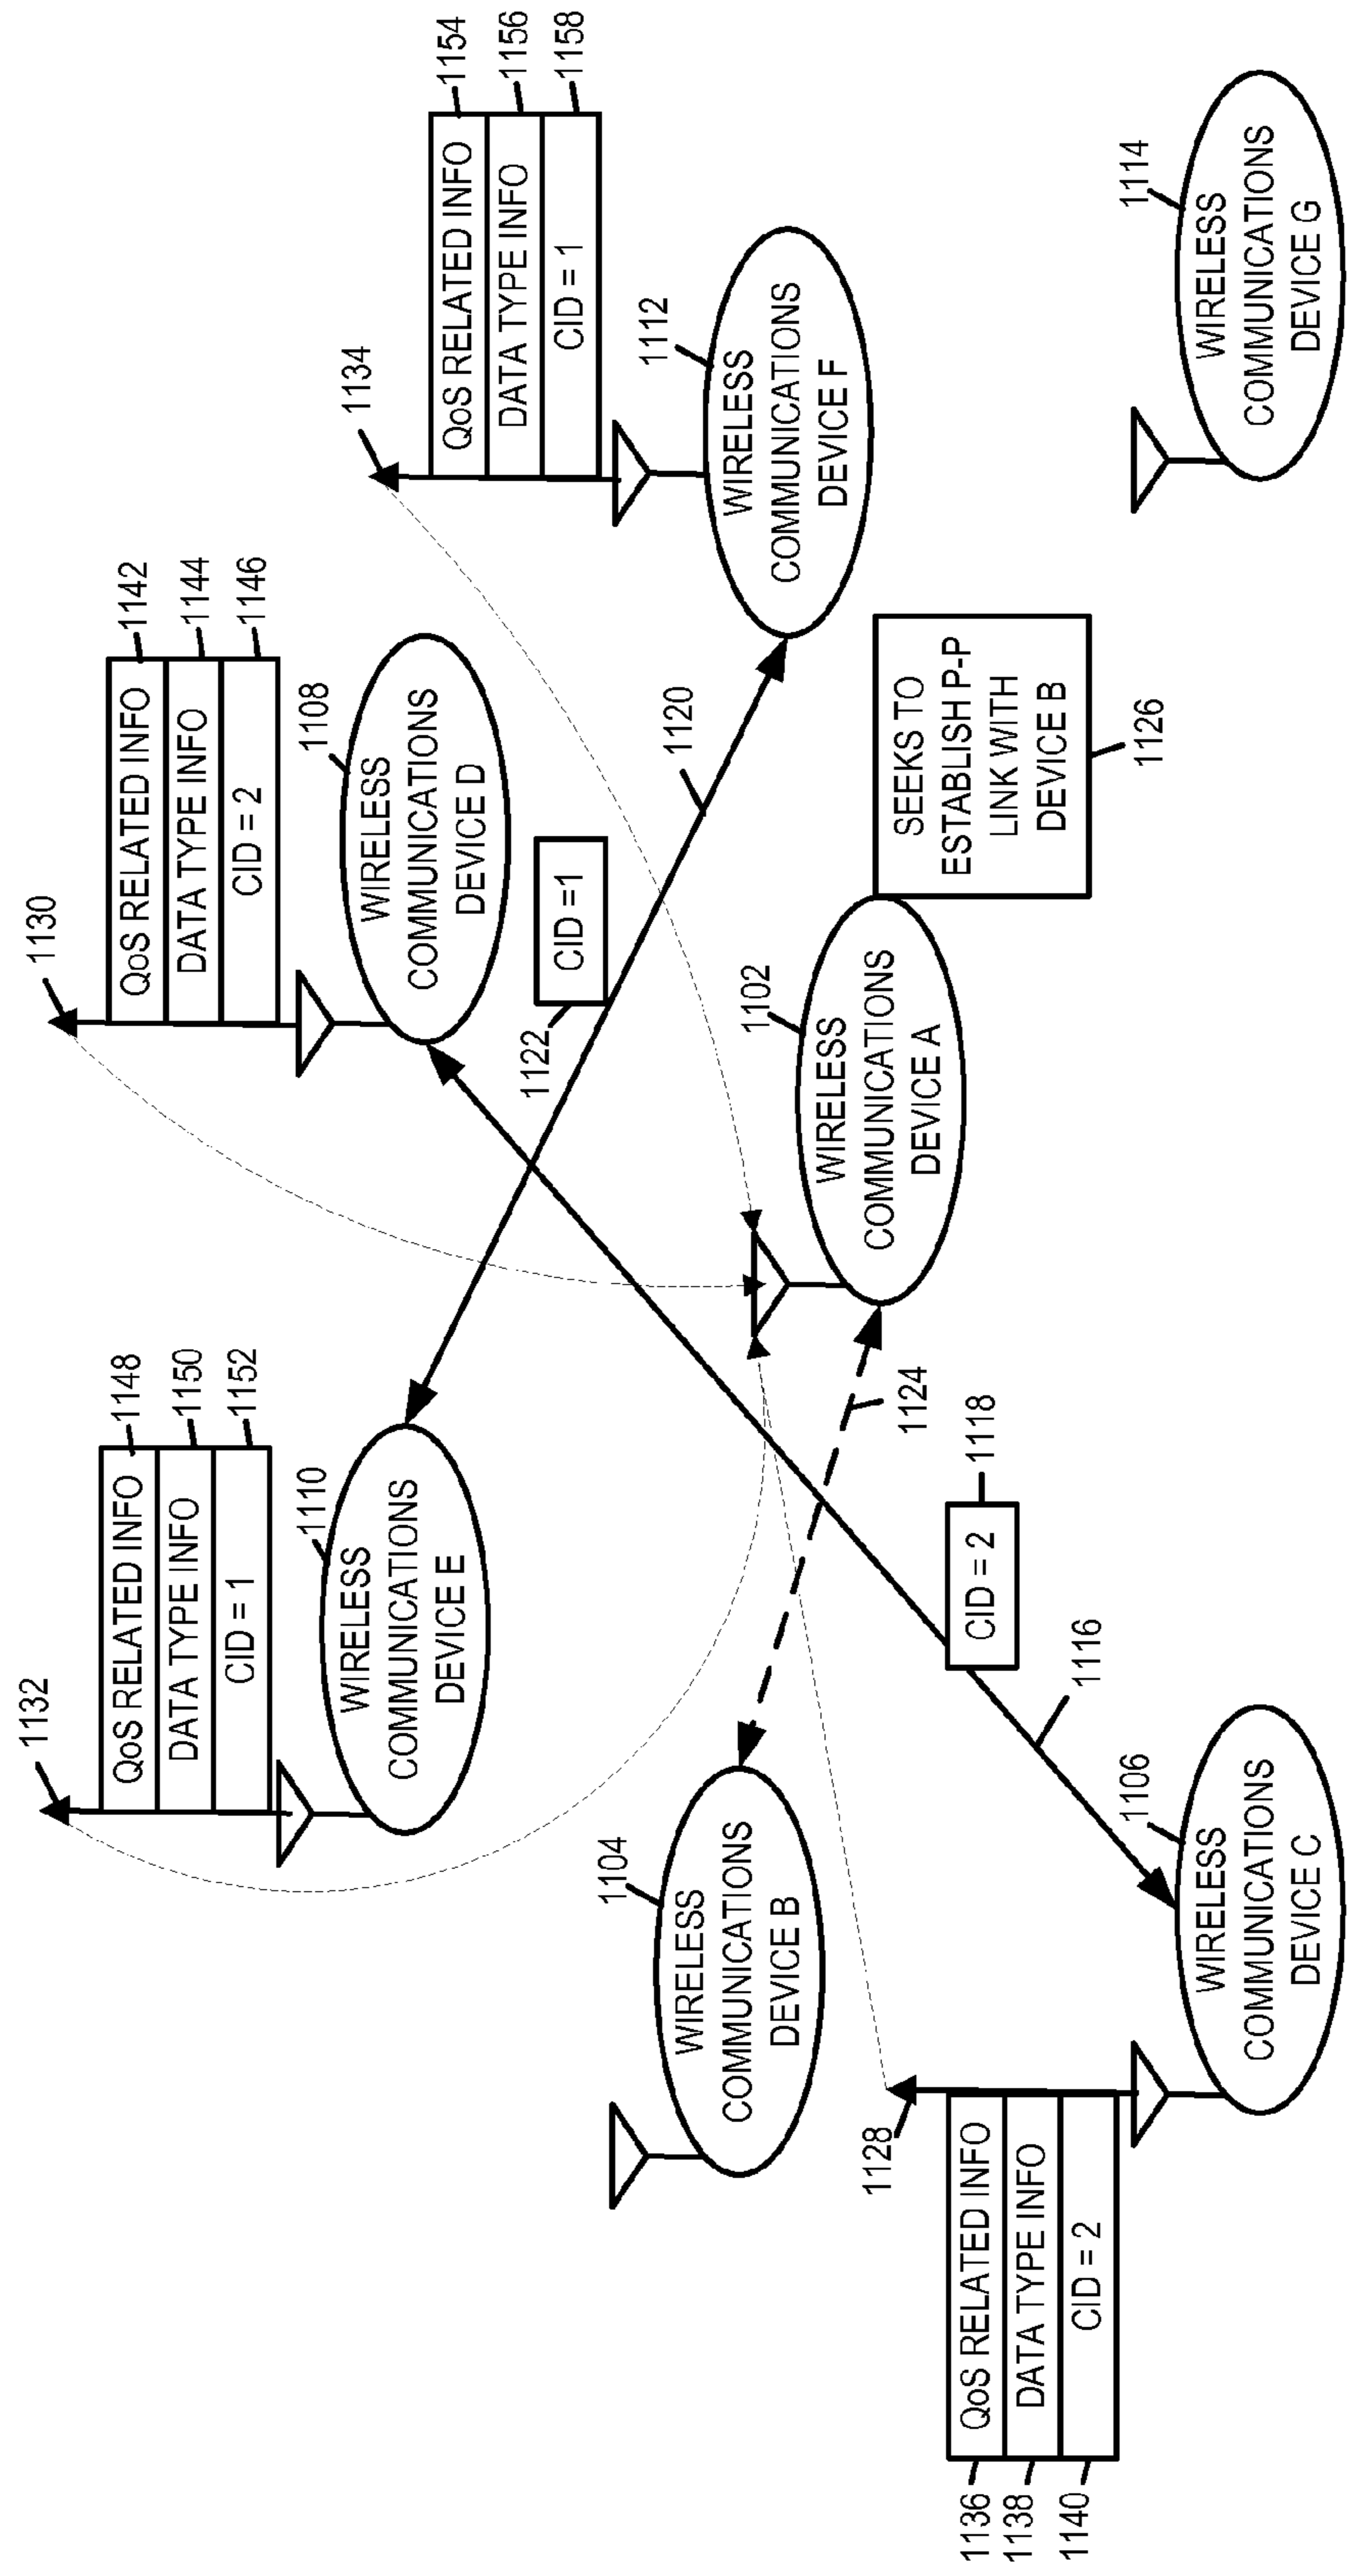 1132
QoS RELATED INFO
DATA TYPE INFO
CID = 1
1148
1150
1152
1110
WIRELESS
COMMUNICATIONS
DEVICE E
1130
QoS RELATED INFO
DATA TYPE INFO
CID = 2
1142
1144
1146
1108
WIRELESS
COMMUNICATIONS
DEVICE D
1134
QoS RELATED INFO
DATA TYPE INFO
CID = 1
1154
1156
1158
1112
WIRELESS
COMMUNICATIONS
DEVICE F
1122
CID =1
1120
1104
WIRELESS
COMMUNICATIONS
DEVICE B
1124
1102
WIRELESS
COMMUNICATIONS
DEVICE A
SEEKS TO
ESTABLISH P-P
LINK WITH
DEVICE B
1126
1128
QoS RELATED INFO
DATA TYPE INFO
CID = 2
1136
1138
1140
1106
WIRELESS
COMMUNICATIONS
DEVICE C
CID = 2
1118
1116
1114
WIRELESS
COMMUNICATIONS
DEVICE G